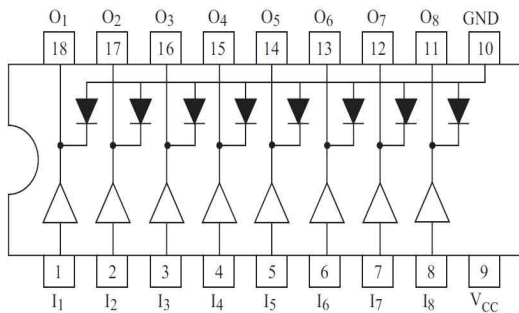 O1 O2 O3 O4 O5 O6 O7 O8 GND
18 17 16 15 14 13 12 11 10
1 2 3 4 5 6 7 8 9
I1 I2 I3 I4 I5 I6 I7 I8 VCC